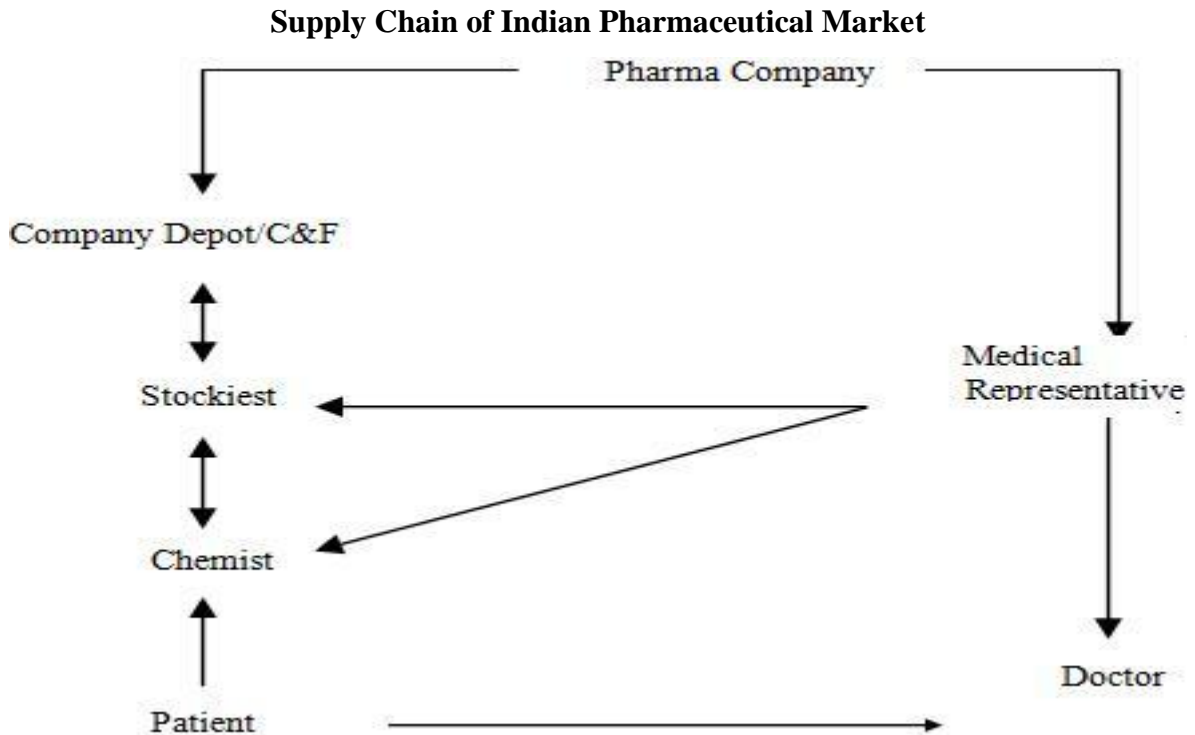 Supply Chain of Indian Pharmaceutical Market
Pharma Company
Company Depot/C&F
Medical
Representative
Stockiest
Chemist
Doctor
Patient